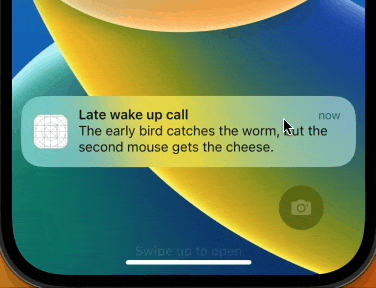 Late wake up call
now
The early bird catches the worm, but the
second mouse gets the cheese.
Swipe up to open